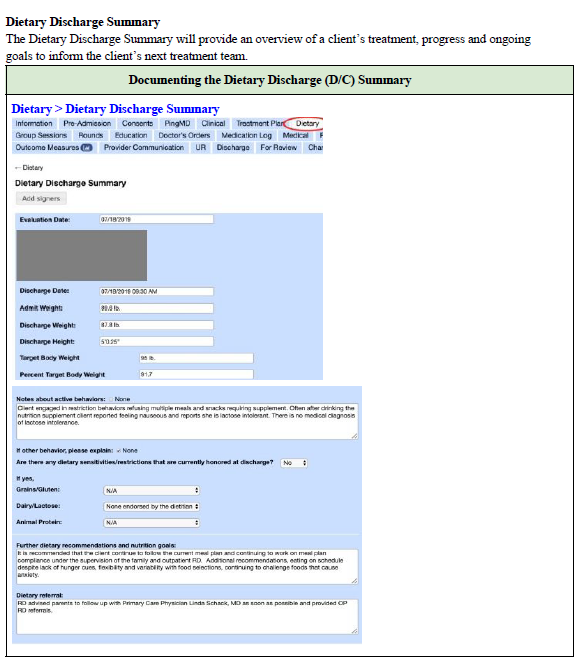 Dietary Discharge Summary
The Dietary Discharge Summary will provide an overview of a client's treatment, progress and ongoing
goals to inform the client's next treatment team.
Documenting the Dietary Discharge (D/C) Summary
Dietary > Dietary Discharge Summary
Information Pre-Admission Consents PingMD Clinical Treatment Plan Dietary
Group Sessions Rounds Education Doctor's Orders Medication Log Medical
Outcome Measures Provider Communication UR Discharge For Review Char
← Dietary
Dietary Discharge Summary
Add signers
Evaluation Date: 07/18/2019
Discharge Date: 07/18/2019 09:30 AM
Admit Weight: 89.9 lb.
Discharge Weight: 87.8 lb.
Discharge Height: 5'0.25"
Target Body Weight 95 lb.
Percent Target Body Weight 91.7
Notes about active behaviors: None
Client engaged in restriction behaviors refusing multiple meals and snacks requiring supplement. Often after drinking the
nutrition supplement client reported feeling nauseous and reports she is lactose intolerant. There is no medical diagnosis
of lactose intolerance.
If other behavior, please explain: None
Are there any dietary sensitivities/restrictions that are currently honored at discharge? No
If yes,
Grains/Gluten: N/A
Dairy/Lactose: None endorsed by the dietitian
Animal Protein: N/A
Further dietary recommendations and nutrition goals:
It is recommended that the client continue to follow the current meal plan and continuing to work on meal plan
compliance under the supervision of the family and outpatient RD. Additional recommendations, eating on schedule
despite lack of hunger cues, flexibility and variability with food selections, continuing to challenge foods that cause
anxiety.
Dietary referral:
RD advised parents to follow up with Primary Care Physician Linda Schack, MD as soon as possible and provided OP
RD referrals.